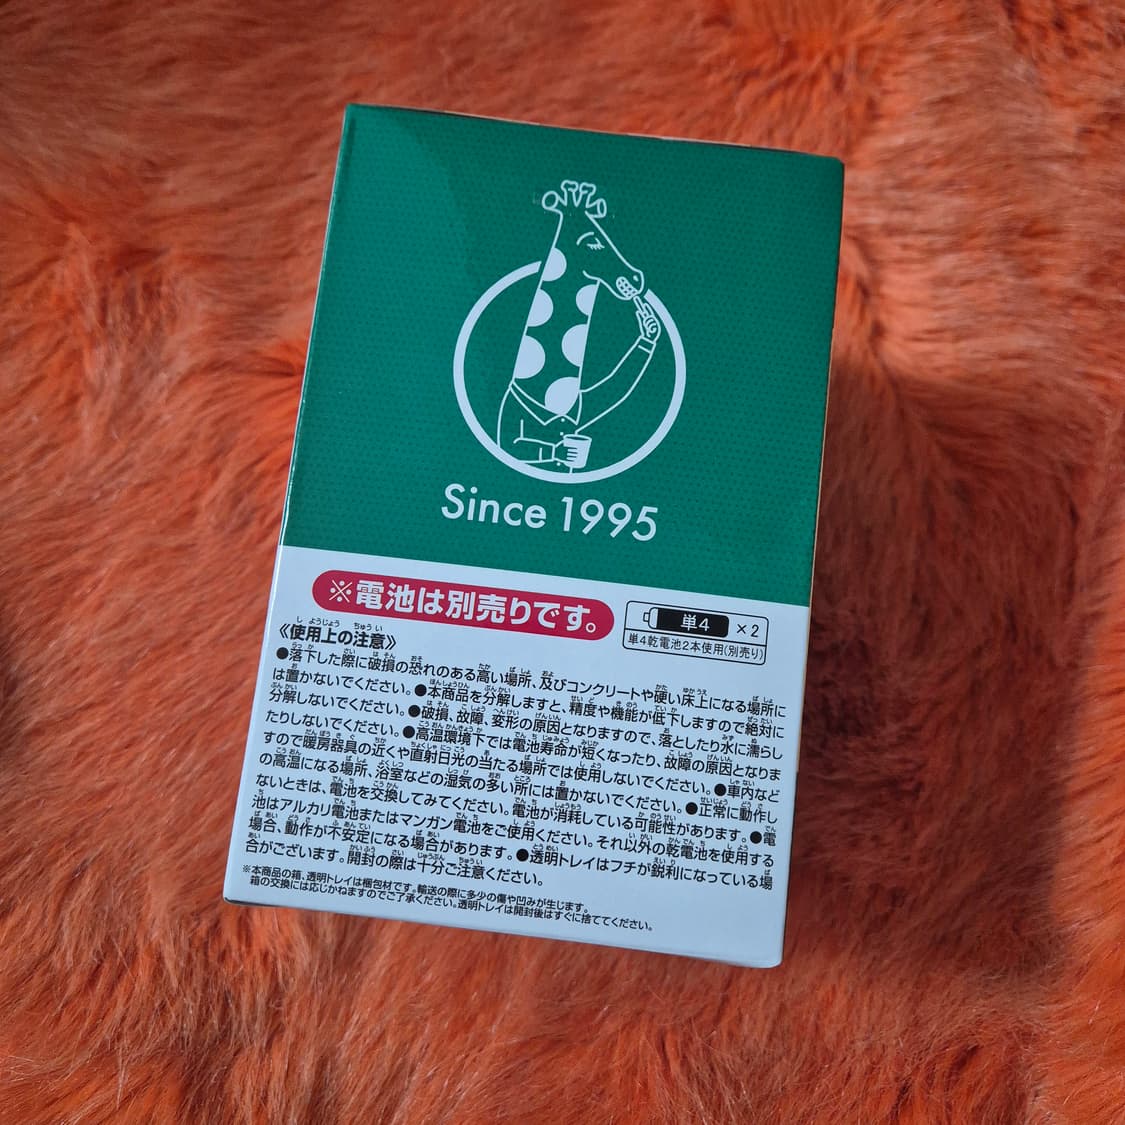 Since 1995
※電池は別売りです。
単4 ×2
単4乾電池2本使用(別売り)
《使用上の注意》
●落下した際に破損の恐れのある高い場所、及びコンクリートや硬い床上になる場所に
は置かないでください。●本商品を分解しますと、精度や機能が低下しますので絶対に
分解しないでください。●破損、故障、変形の原因となりますので、落としたり水に濡らし
たりしないでください。●高温環境下では電池寿命が短くなったり、故障の原因となりま
すので暖房器具の近くや直射日光の当たる場所では使用しないでください。●車内など
の高温になる場所、浴室などの湿気の多い所には置かないでください。●正常に動作し
ないときは、電池を交換してみてください。電池が消耗している可能性があります。●電
池はアルカリ電池またはマンガン電池をご使用ください。それ以外の乾電池を使用する
場合、動作が不安定になる場合があります。●透明トレイはフチが鋭利になっている場
合がございます。開封の際は十分ご注意ください。
※本商品の箱、透明トレイは梱包材です。輸送の際に多少の傷や凹みが生じます。
箱の交換には応じかねますのでご了承ください。透明トレイは開封後はすぐに捨ててください。